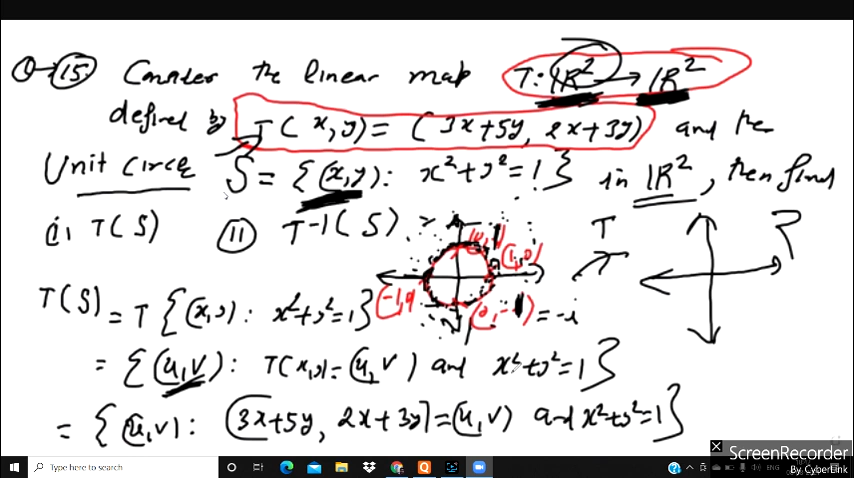 Q→15 Consider the linear map T: IR² → IR²
defined by T(x,y) = (3x+5y, 2x+3y) and the
Unit Circle S = {(x,y): x²+y²=1} in IR², then find
(i) T(S) (II) T⁻¹(S)
(0,1)
(1,0)
T
(-1,0)
(0,-1) = -i
T(S) = T{(x,y): x²+y²=1}
= {(u,v): T(x,y)=(u,v) and x²+y²=1}
= {(u,v): (3x+5y, 2x+3y)=(u,v) and x²+y²=1}
Type here to search
ENG
ScreenRecorder
By CyberLink